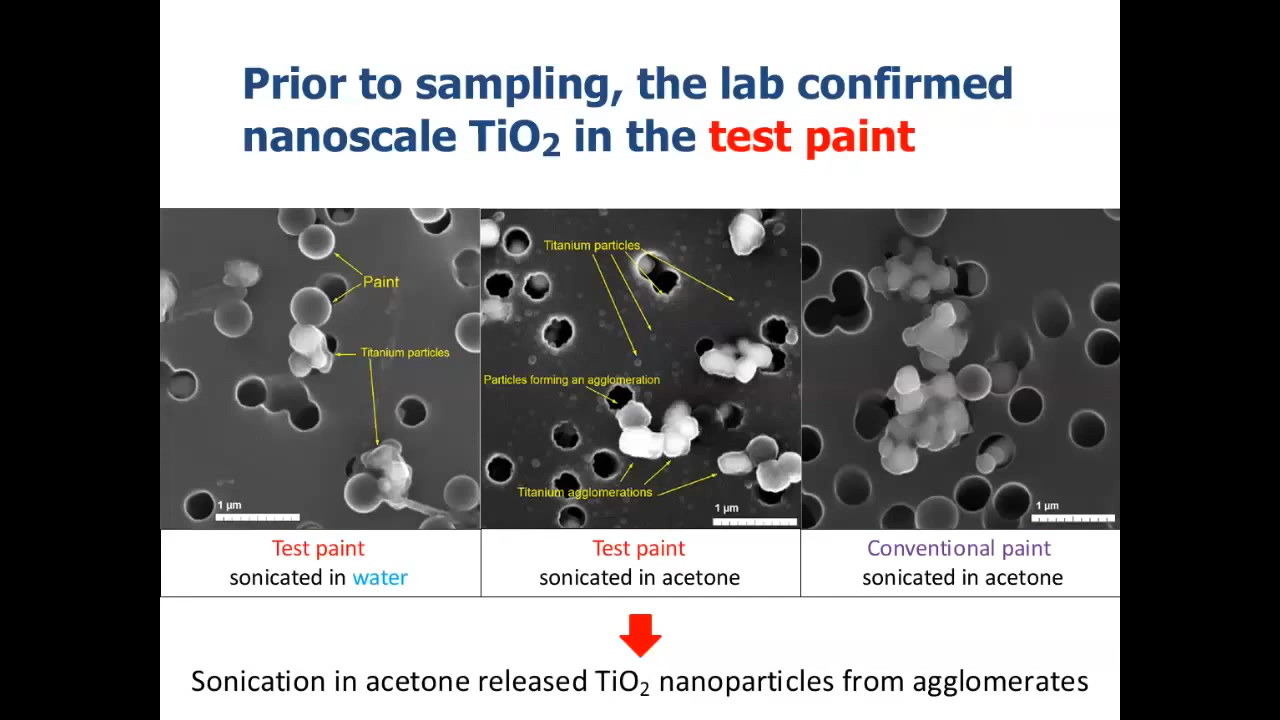 Prior to sampling, the lab confirmed
nanoscale TiO₂ in the test paint
Paint
Titanium particles
1 µm
Titanium particles
Particles forming an agglomeration
Titanium agglomerations
1 µm
1 µm
Test paint
sonicated in water
Test paint
sonicated in acetone
Conventional paint
sonicated in acetone
Sonication in acetone released TiO₂ nanoparticles from agglomerates